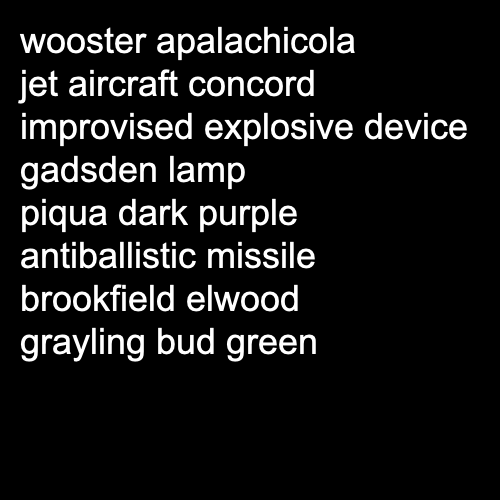 wooster apalachicola
jet aircraft concord
improvised explosive device
gadsden lamp
piqua dark purple
antiballistic missile
brookfield elwood
grayling bud green